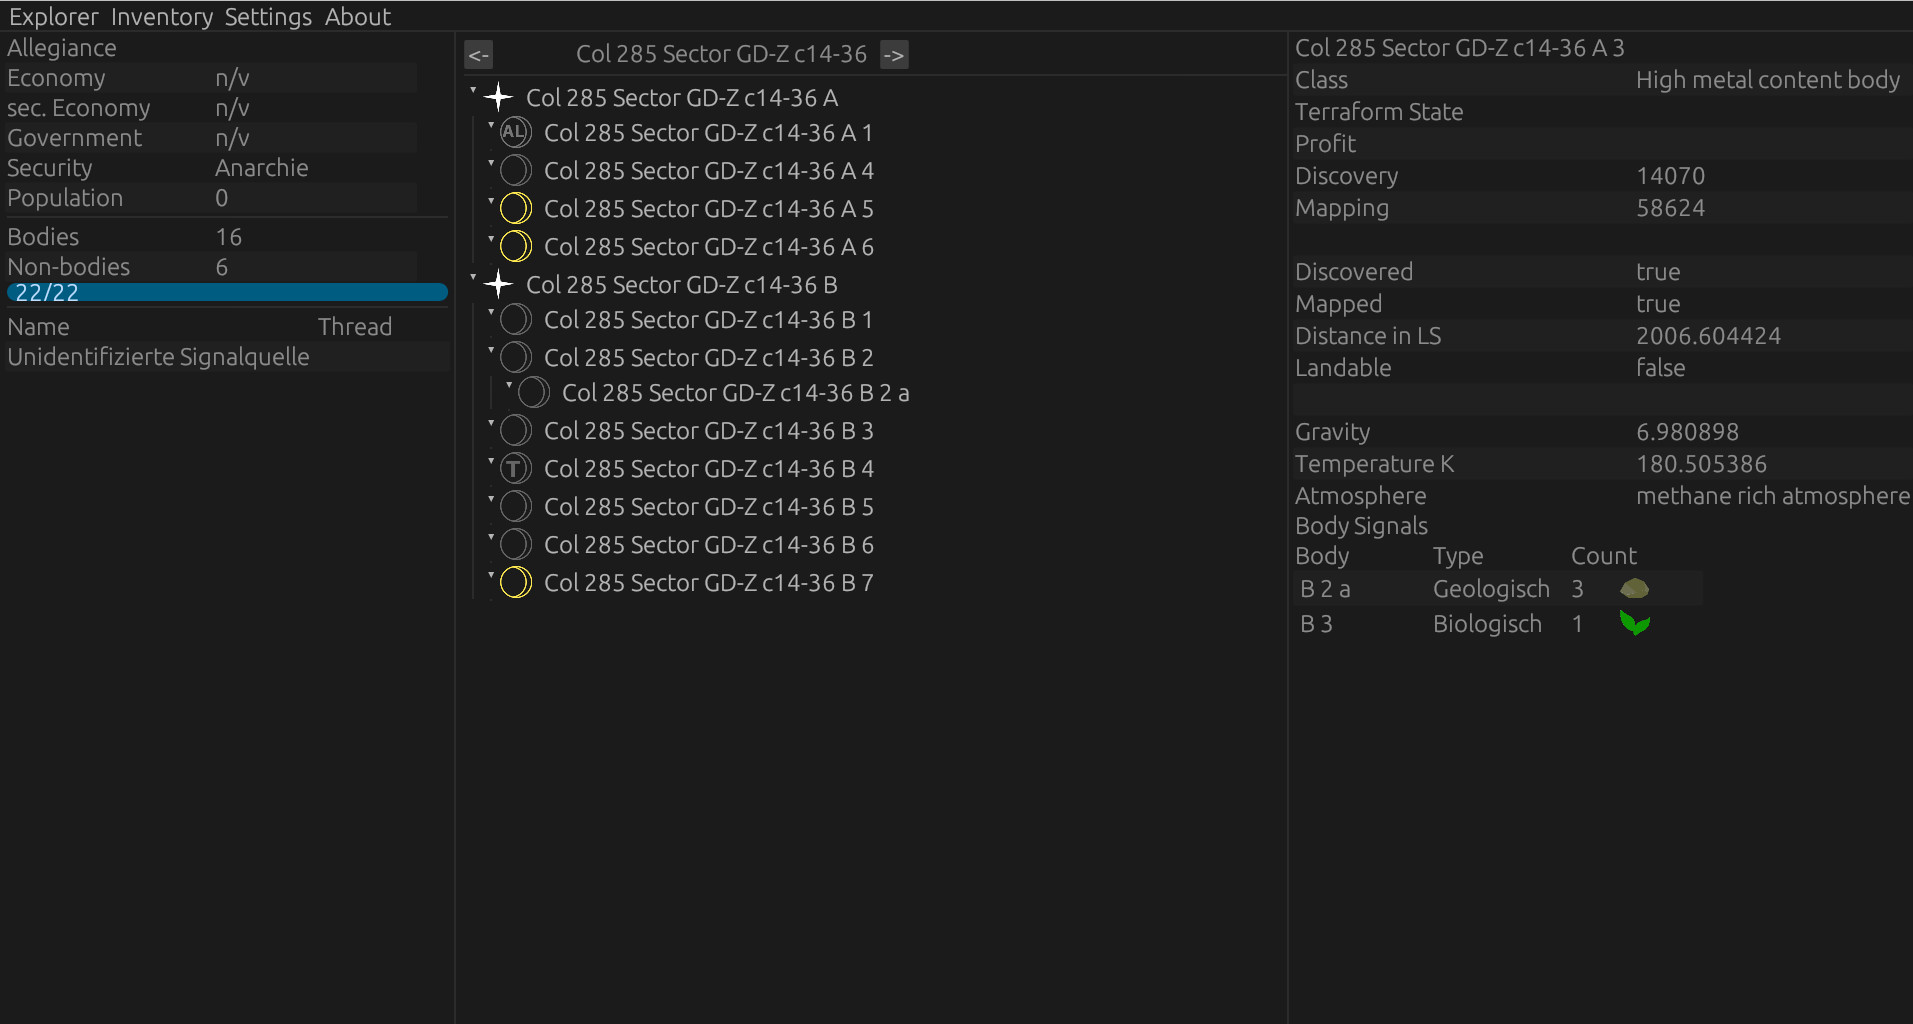 Explorer Inventory Settings About
Allegiance
Economy n/v
sec. Economy n/v
Government n/v
Security Anarchie
Population 0
Bodies 16
Non-bodies 6
22/22
Name Thread
Unidentifizierte Signalquelle
<- Col 285 Sector GD-Z c14-36 ->
Col 285 Sector GD-Z c14-36 A
AL Col 285 Sector GD-Z c14-36 A 1
Col 285 Sector GD-Z c14-36 A 4
Col 285 Sector GD-Z c14-36 A 5
Col 285 Sector GD-Z c14-36 A 6
Col 285 Sector GD-Z c14-36 B
Col 285 Sector GD-Z c14-36 B 1
Col 285 Sector GD-Z c14-36 B 2
Col 285 Sector GD-Z c14-36 B 2 a
Col 285 Sector GD-Z c14-36 B 3
T Col 285 Sector GD-Z c14-36 B 4
Col 285 Sector GD-Z c14-36 B 5
Col 285 Sector GD-Z c14-36 B 6
Col 285 Sector GD-Z c14-36 B 7
Col 285 Sector GD-Z c14-36 A 3
Class High metal content body
Terraform State
Profit
Discovery 14070
Mapping 58624
Discovered true
Mapped true
Distance in LS 2006.604424
Landable false
Gravity 6.980898
Temperature K 180.505386
Atmosphere methane rich atmosphere
Body Signals
Body Type Count
B 2 a Geologisch 3
B 3 Biologisch 1